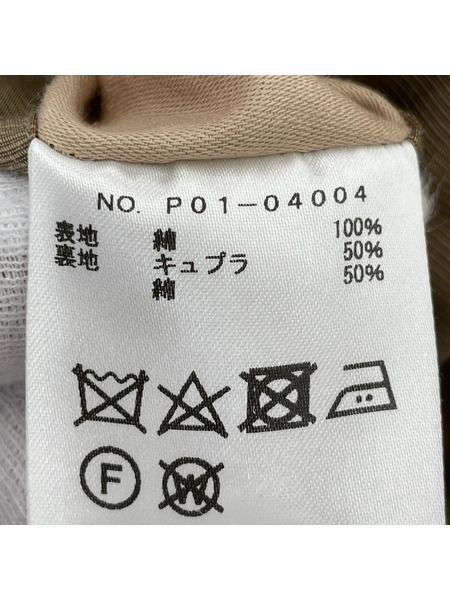 NO. P01-04004
表地 綿 100%
裏地 キュプラ 50%
綿 50%
F
W